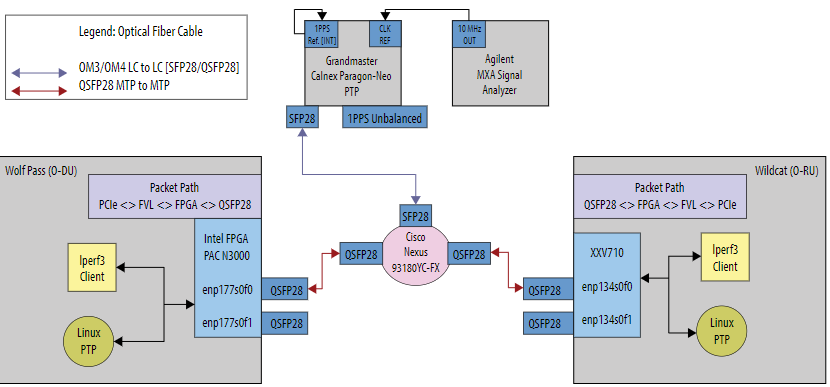 Legend: Optical Fiber Cable
OM3/OM4 LC to LC [SFP28/QSFP28]
QSFP28 MTP to MTP
1PPS
Ref. [INT]
CLK
REF
Grandmaster
Calnex Paragon-Neo
PTP
10 MHz
OUT
Agilent
MXA Signal
Analyzer
SFP28
1PPS Unbalanced
Wolf Pass (O-DU)
Packet Path
PCIe <> FVL <> FPGA <> QSFP28
Intel FPGA
PAC N3000
enp177s0f0
enp177s0f1
Iperf3
Client
Linux
PTP
QSFP28
QSFP28
SFP28
Cisco
Nexus
93180YC-FX
QSFP28
QSFP28
Wildcat (O-RU)
Packet Path
QSFP28 <> FPGA <> FVL <> PCIe
XXV710
enp134s0f0
enp134s0f1
QSFP28
QSFP28
Iperf3
Client
Linux
PTP